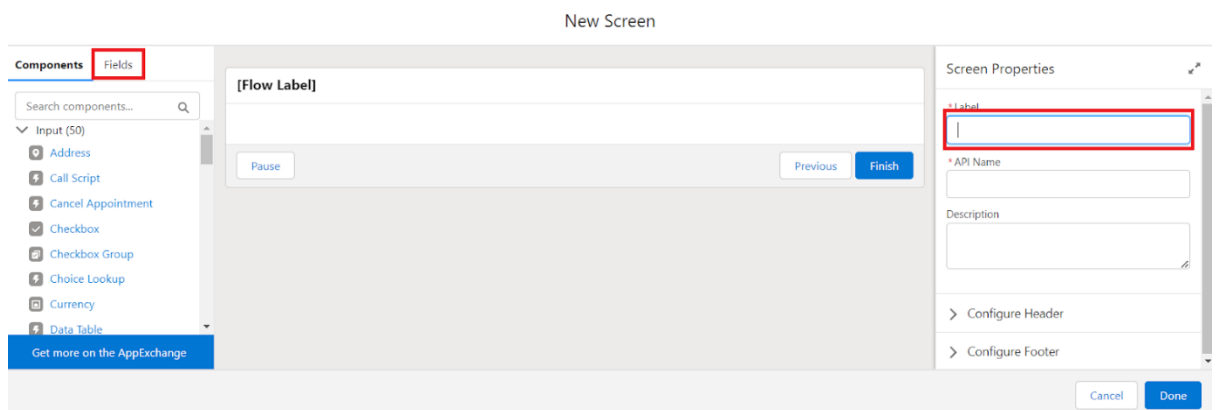 New Screen
Components Fields
Search components...
Input (50)
Address
Call Script
Cancel Appointment
Checkbox
Checkbox Group
Choice Lookup
Currency
Data Table
Get more on the AppExchange
[Flow Label]
Pause Previous Finish
Screen Properties
*Label
*API Name
Description
Configure Header
Configure Footer
Cancel Done